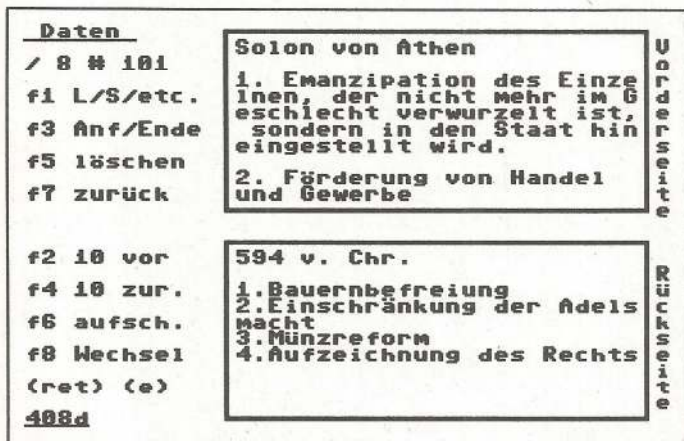 Daten
/ 8 # 101
f1 L/S/etc.
f3 Anf/Ende
f5 löschen
f7 zurück
f2 10 vor
f4 10 zur.
f6 aufsch.
f8 Wechsel
(ret) (e)
408d
Solon von Athen
1. Emanzipation des Einze
lnen, der nicht mehr im G
eschlecht verwurzelt ist,
sondern in den Staat hin
eingestellt wird.
2. Förderung von Handel
und Gewerbe
Vorderseite
594 v. Chr.
1.Bauernbefreiung
2.Einschränkung der Adels
macht
3.Münzreform
4.Aufzeichnung des Rechts
Rückseite